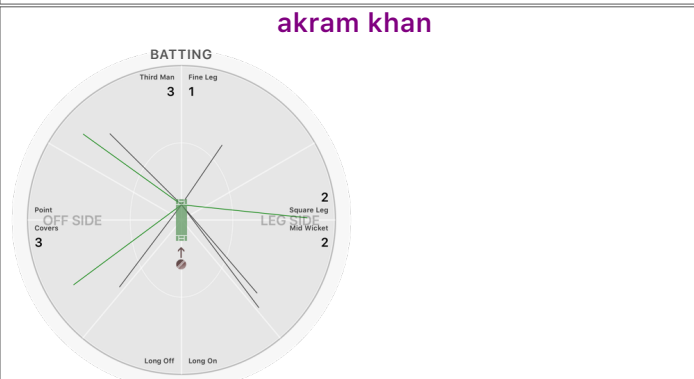 akram khan
BATTING
Third Man Fine Leg
3 1
2
Point Square Leg
OFF SIDE LEG SIDE
Covers Mid Wicket
3 2
Long Off Long On